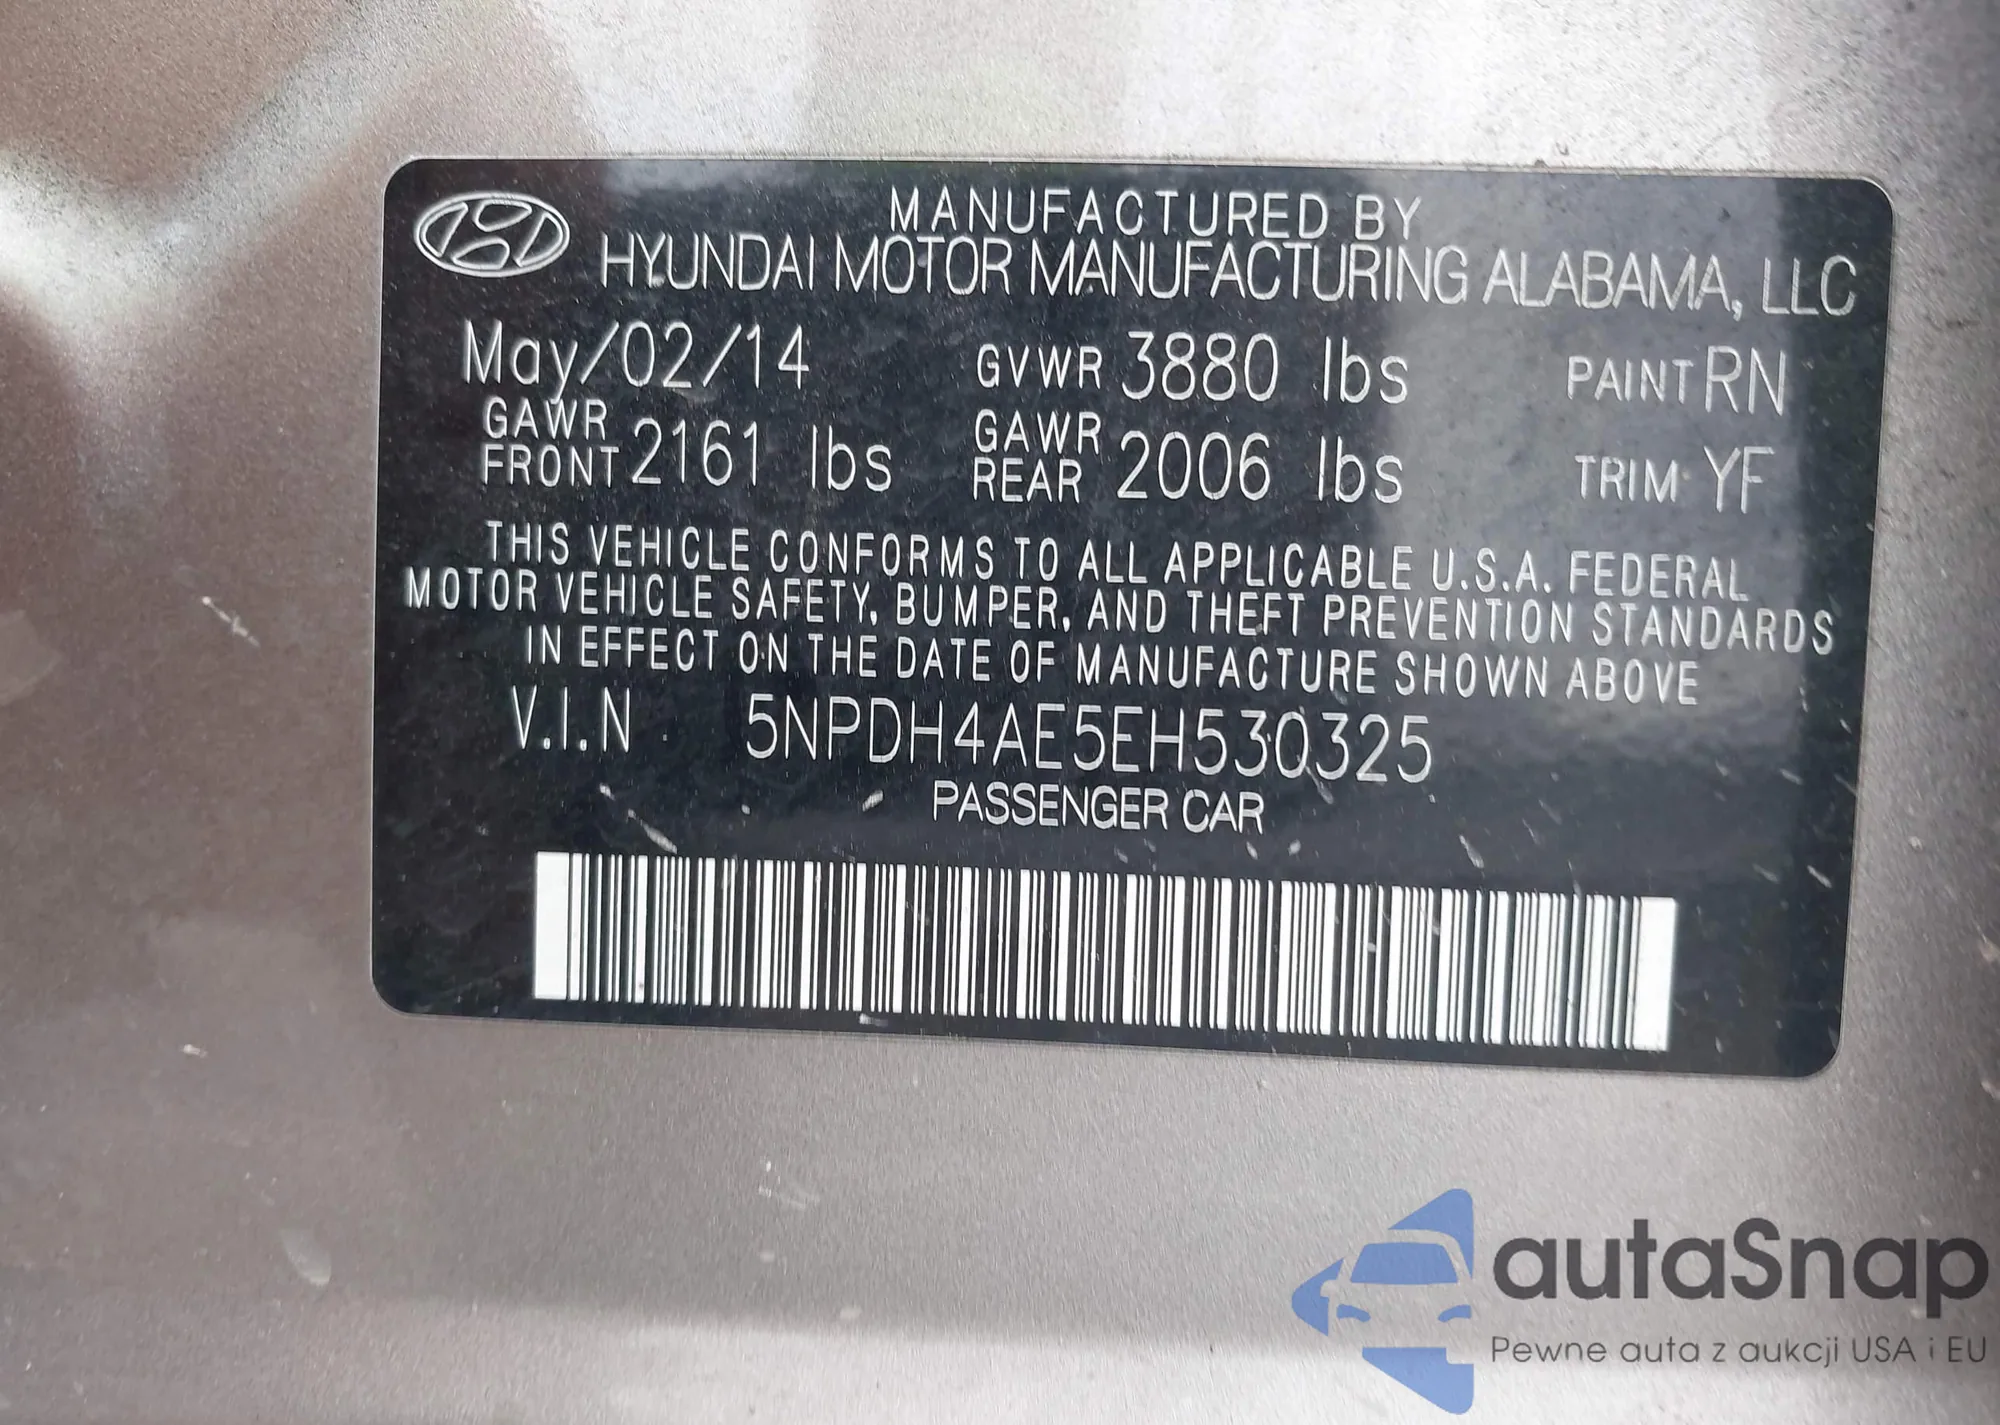 MANUFACTURED BY
HYUNDAI MOTOR MANUFACTURING ALABAMA, LLC
May/02/14 GVWR 3880 lbs PAINT RN
GAWR FRONT 2161 lbs GAWR REAR 2006 lbs TRIM YF
THIS VEHICLE CONFORMS TO ALL APPLICABLE U.S.A. FEDERAL
MOTOR VEHICLE SAFETY, BUMPER, AND THEFT PREVENTION STANDARDS
IN EFFECT ON THE DATE OF MANUFACTURE SHOWN ABOVE
V.I.N 5NPDH4AE5EH530325
PASSENGER CAR
autaSnap
Pewne auta z aukcji USA i EU